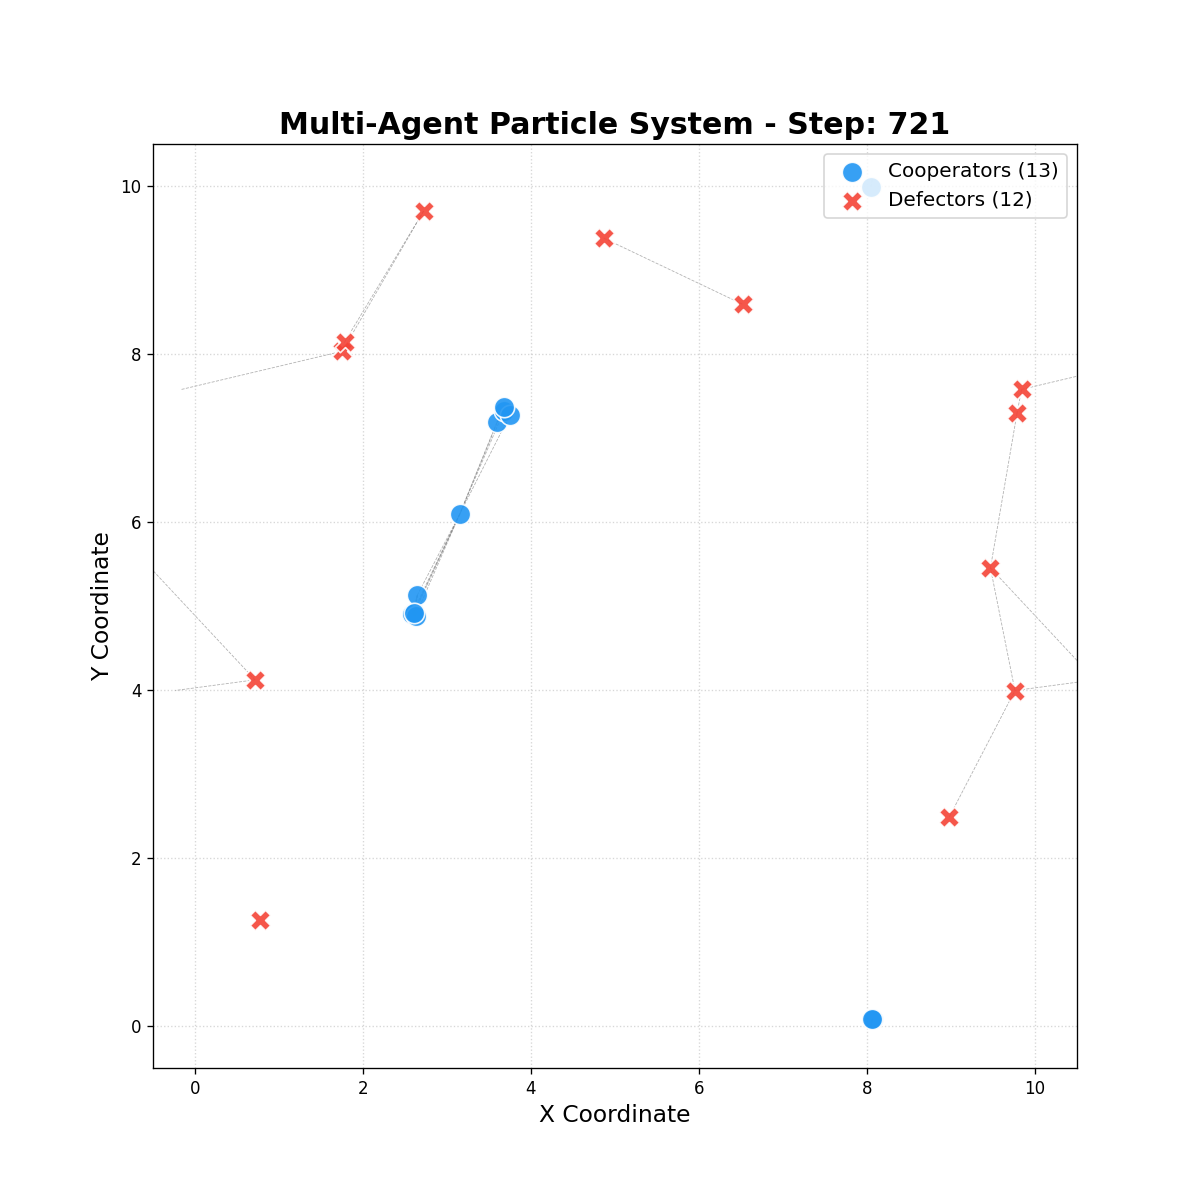 Multi-Agent Particle System - Step: 721
Cooperators (13)
Defectors (12)
10
8
6
4
2
0
Y Coordinate
0 2 4 6 8 10
X Coordinate